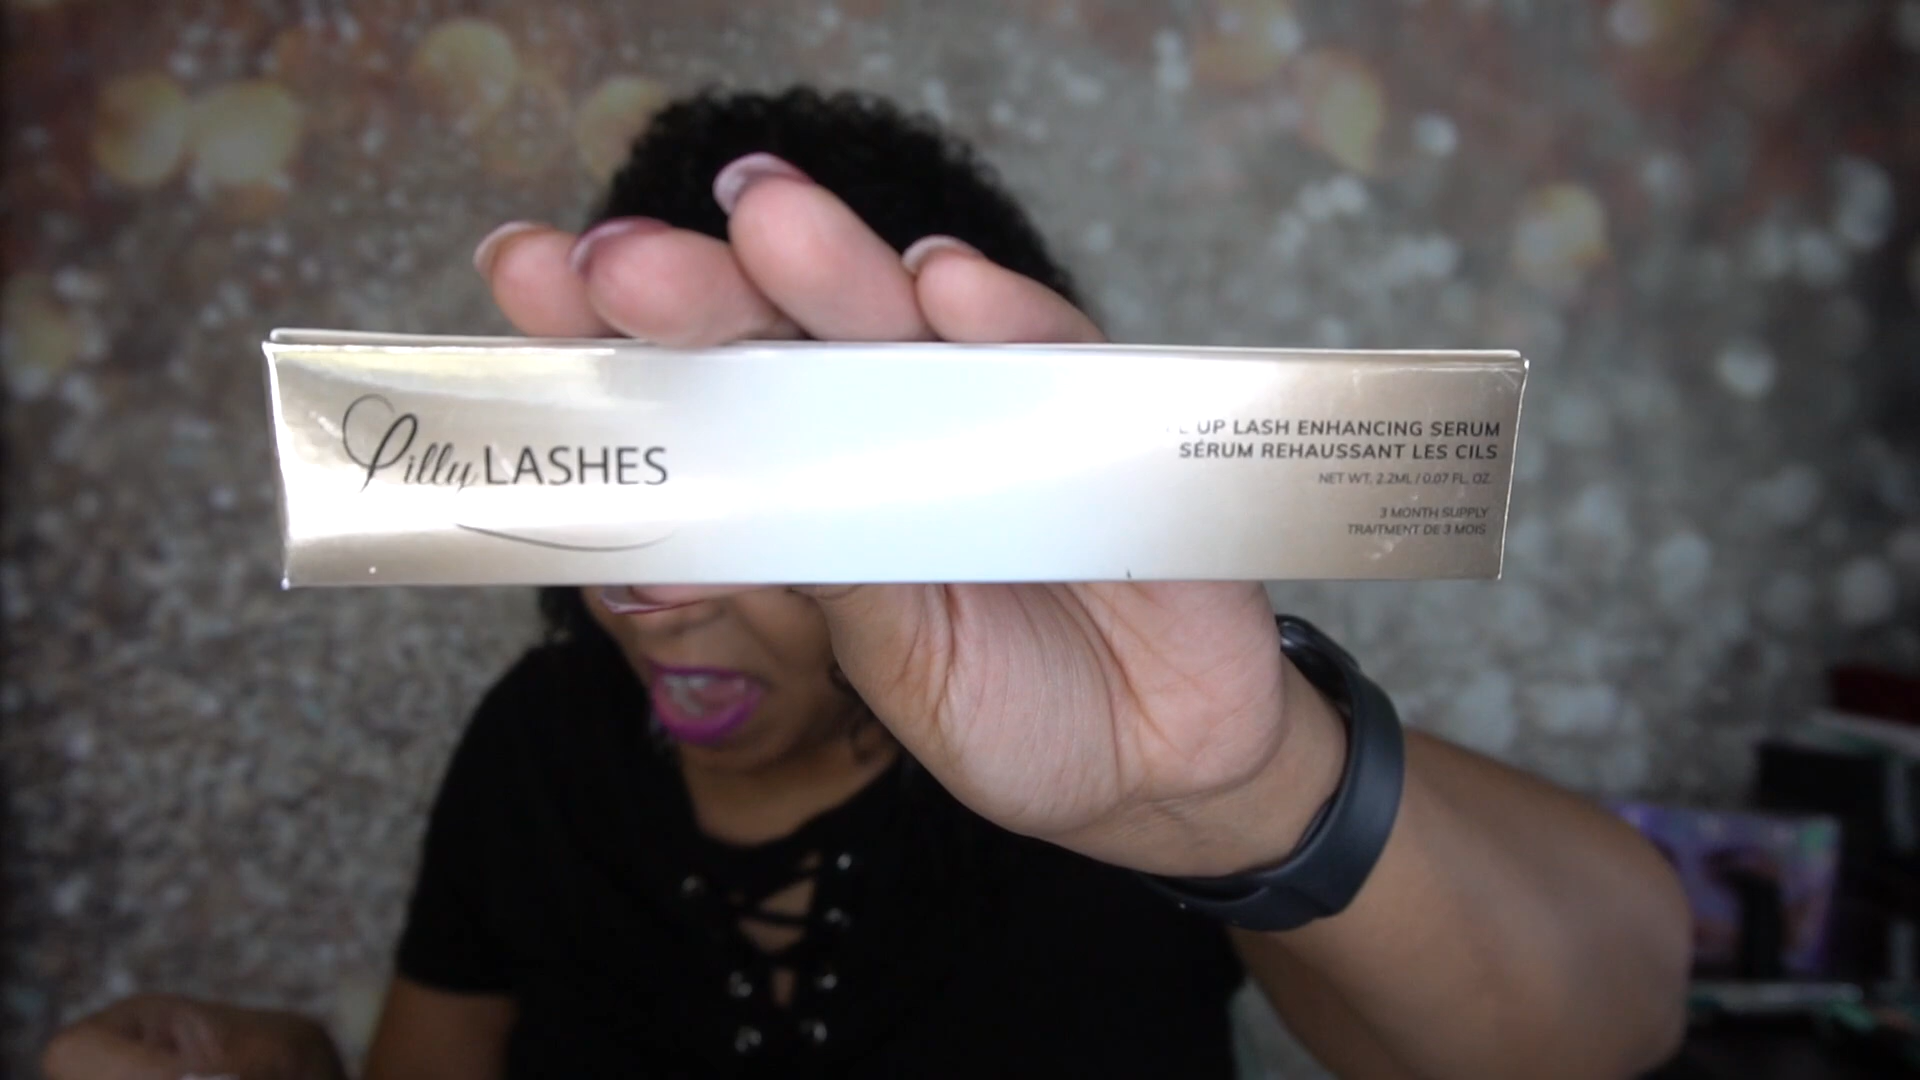 Lilly LASHES
UP LASH ENHANCING SERUM
SÉRUM REHAUSSANT LES CILS
NET WT. 2.2ML / 0.07 FL. OZ.
3 MONTH SUPPLY
TRAITMENT DE 3 MOIS